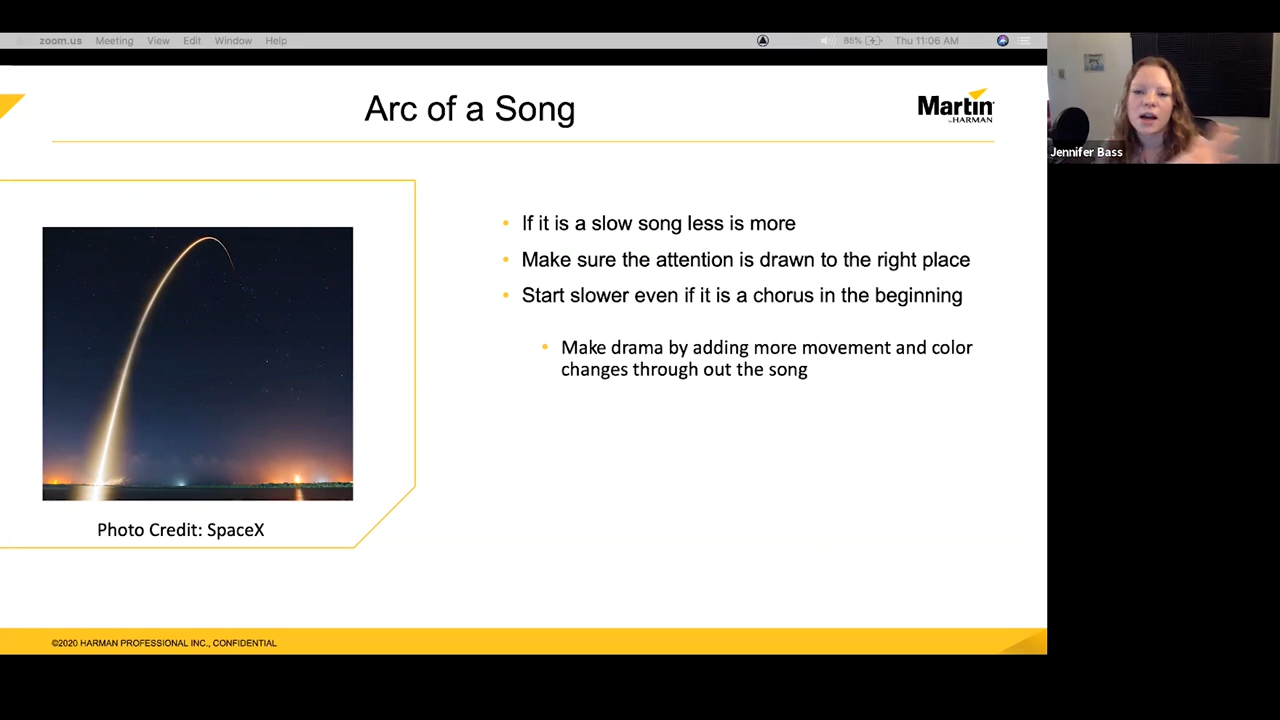 zoom.us Meeting View Edit Window Help 86% Thu 11:06 AM
Arc of a Song
Martin
by HARMAN
Jennifer Bass
• If it is a slow song less is more
• Make sure the attention is drawn to the right place
• Start slower even if it is a chorus in the beginning
• Make drama by adding more movement and color
changes through out the song
Photo Credit: SpaceX
©2020 HARMAN PROFESSIONAL INC., CONFIDENTIAL